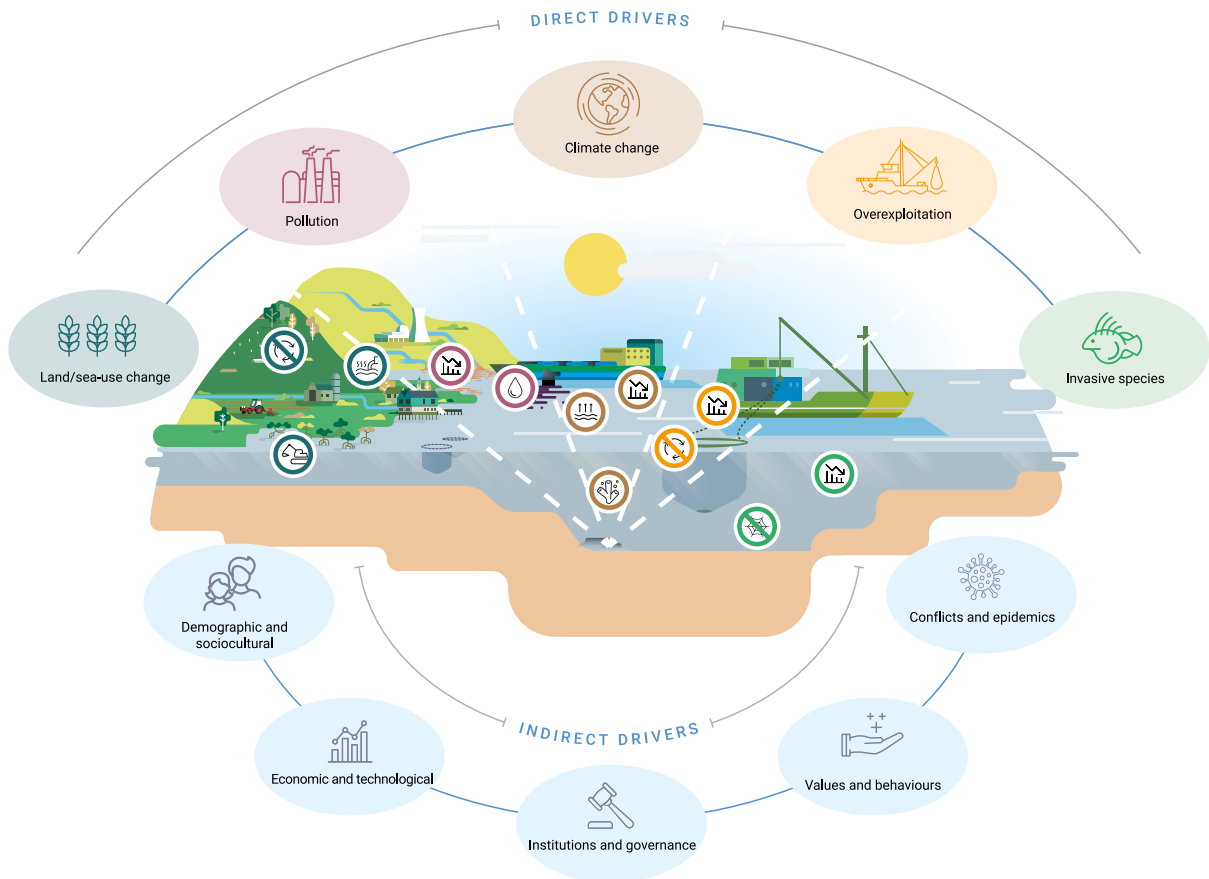 DIRECT DRIVERS
Climate change
Pollution
Overexploitation
Land/sea-use change
Invasive species
Demographic and
sociocultural
Conflicts and epidemics
INDIRECT DRIVERS
Economic and technological
Values and behaviours
Institutions and governance